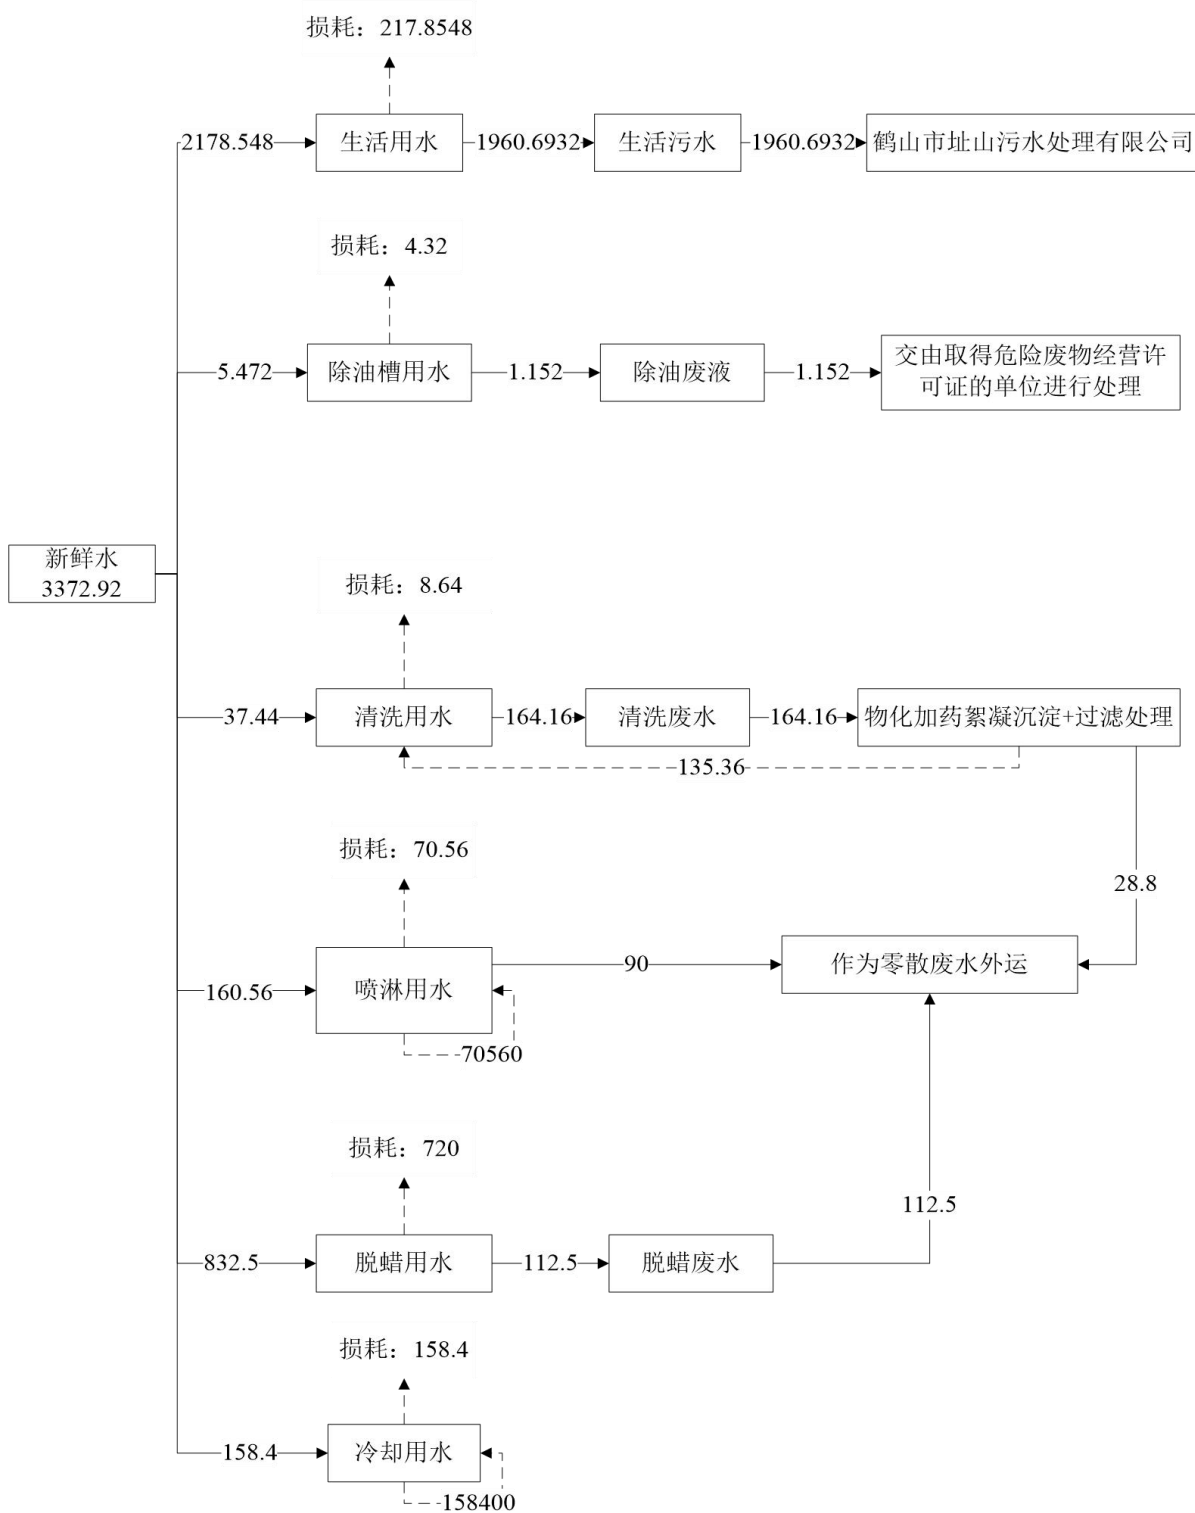 损耗：217.8548
2178.548
生活用水
1960.6932
生活污水
1960.6932
鹤山市址山污水处理有限公司
损耗：4.32
5.472
除油槽用水
1.152
除油废液
1.152
交由取得危险废物经营许
可证的单位进行处理
新鲜水
3372.92
损耗：8.64
37.44
清洗用水
164.16
清洗废水
164.16
物化加药絮凝沉淀+过滤处理
135.36
损耗：70.56
28.8
160.56
喷淋用水
90
作为零散废水外运
70560
损耗：720
112.5
832.5
脱蜡用水
112.5
脱蜡废水
损耗：158.4
158.4
冷却用水
158400